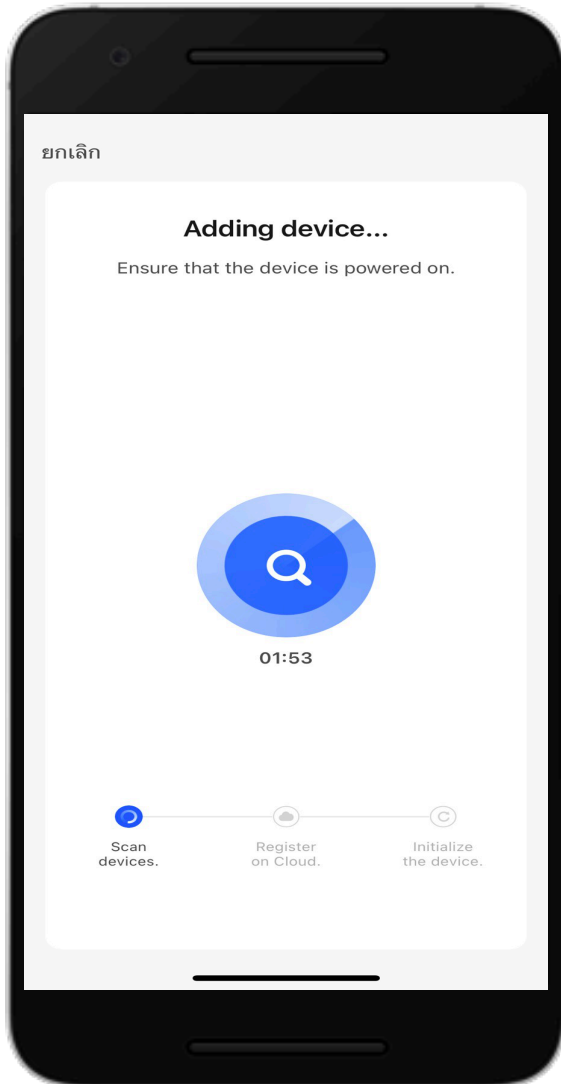 ยกเลิก
Adding device...
Ensure that the device is powered on.
01:53
Scan
devices.
Register
on Cloud.
Initialize
the device.